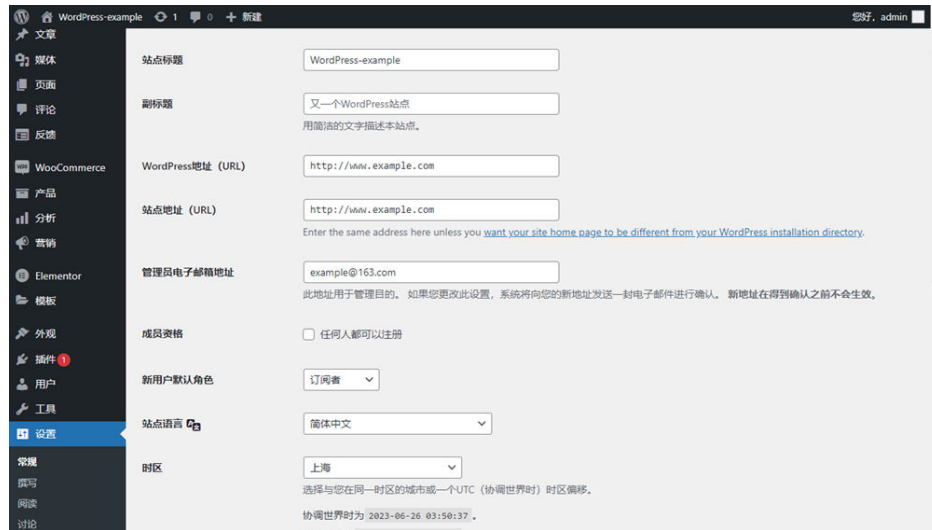 WordPress-example 1 0 新建 您好，admin
文章
媒体
页面
评论
反馈
WooCommerce
产品
分析
营销
Elementor
模板
外观
插件 1
用户
工具
设置
常规
撰写
阅读
讨论
站点标题 WordPress-example
副标题 又一个WordPress站点
用简洁的文字描述本站点。
WordPress地址（URL） http://www.example.com
站点地址（URL） http://www.example.com
Enter the same address here unless you want your site home page to be different from your WordPress installation directory.
管理员电子邮箱地址 example@163.com
此地址用于管理目的。 如果您更改此设置，系统将向您的新地址发送一封电子邮件进行确认。 新地址在得到确认之前不会生效。
成员资格 任何人都可以注册
新用户默认角色 订阅者
站点语言 简体中文
时区 上海
选择与您在同一时区的城市或一个UTC（协调世界时）时区偏移。
协调世界时为 2023-06-26 03:50:37 。